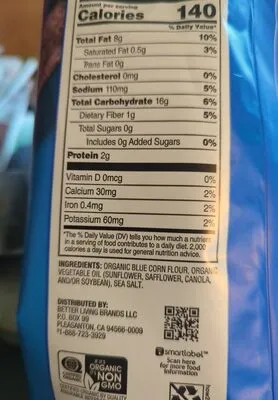 Amount per serving
Calories 140
% Daily Value*
Total Fat 8g 10%
Saturated Fat 0.5g 3%
Trans Fat 0g
Cholesterol 0mg 0%
Sodium 110mg 5%
Total Carbohydrate 16g 6%
Dietary Fiber 1g 5%
Total Sugars 0g
Includes 0g Added Sugars 0%
Protein 2g
Vitamin D 0mcg 0%
Calcium 30mg 2%
Iron 0.4mg 2%
Potassium 60mg 2%
*The % Daily Value (DV) tells you how much a nutrient
in a serving of food contributes to a daily diet. 2,000
calories a day is used for general nutrition advice.
INGREDIENTS: ORGANIC BLUE CORN FLOUR, ORGANIC
VEGETABLE OIL (SUNFLOWER, SAFFLOWER, CANOLA,
AND/OR SOYBEAN), SEA SALT.
DISTRIBUTED BY:
BETTER LIVING BRANDS LLC
P.O. BOX 99
PLEASANTON, CA 94566-0009
1-888-723-3929
smartlabel™
Scan here
for more food
information
ORGANIC
IS
NON
GMO